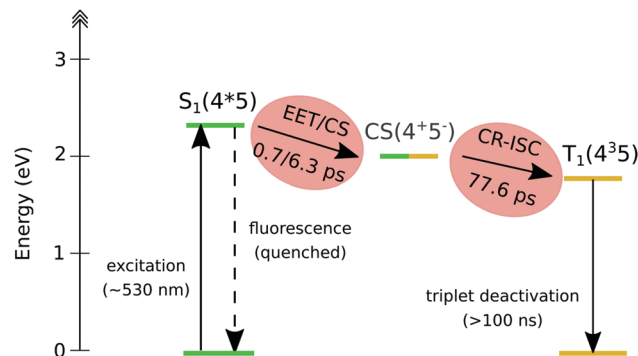 3
2
1
0
Energy (eV)
S₁(4*5)
EET/CS
0.7/6.3 ps
CS(4⁺5⁻)
CR-ISC
77.6 ps
T₁(4³5)
excitation
(~530 nm)
fluorescence
(quenched)
triplet deactivation
(>100 ns)